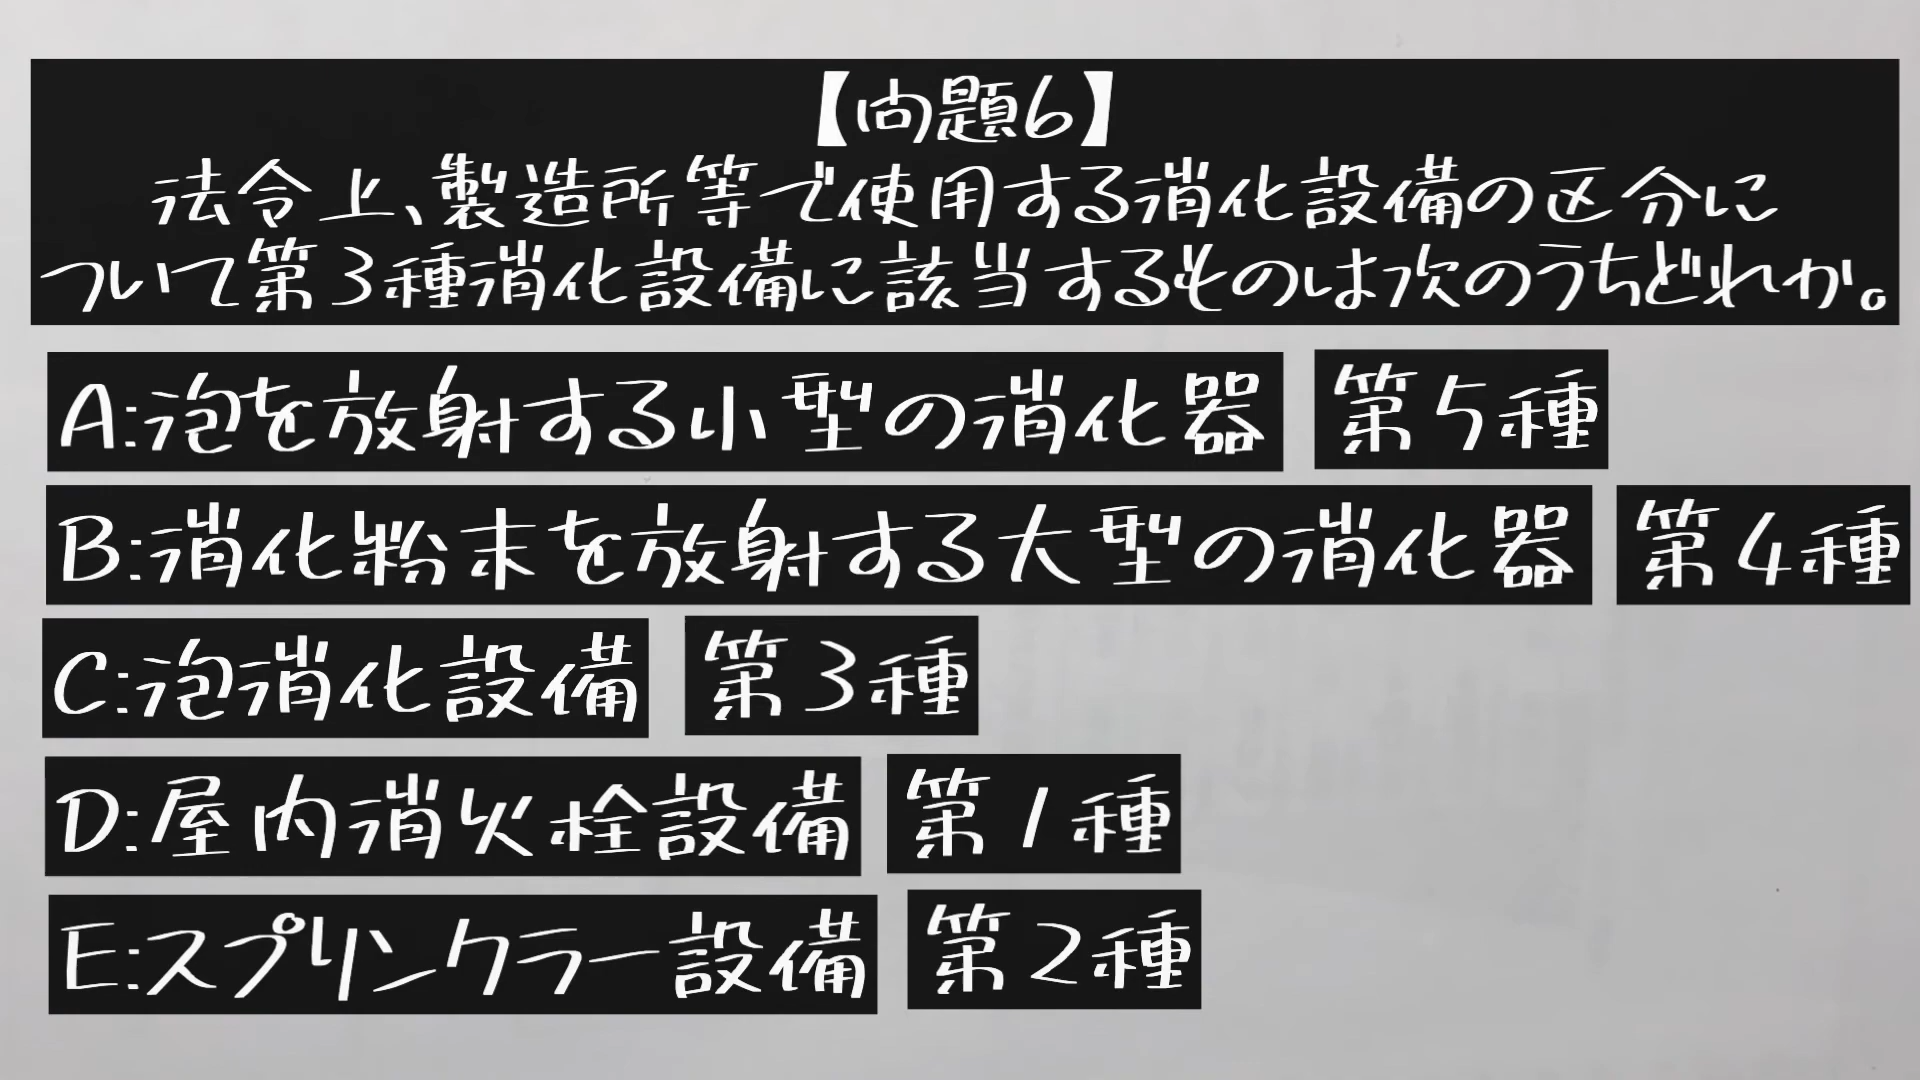 【問題6】
法令上、製造所等で使用する消化設備の区分に
ついて第3種消化設備に該当するものは次のうちどれか。
A:泡を放射する小型の消化器 第5種
B:消化粉末を放射する大型の消化器 第4種
C:泡消化設備 第3種
D:屋内消火栓設備 第1種
E:スプリンクラー設備 第2種